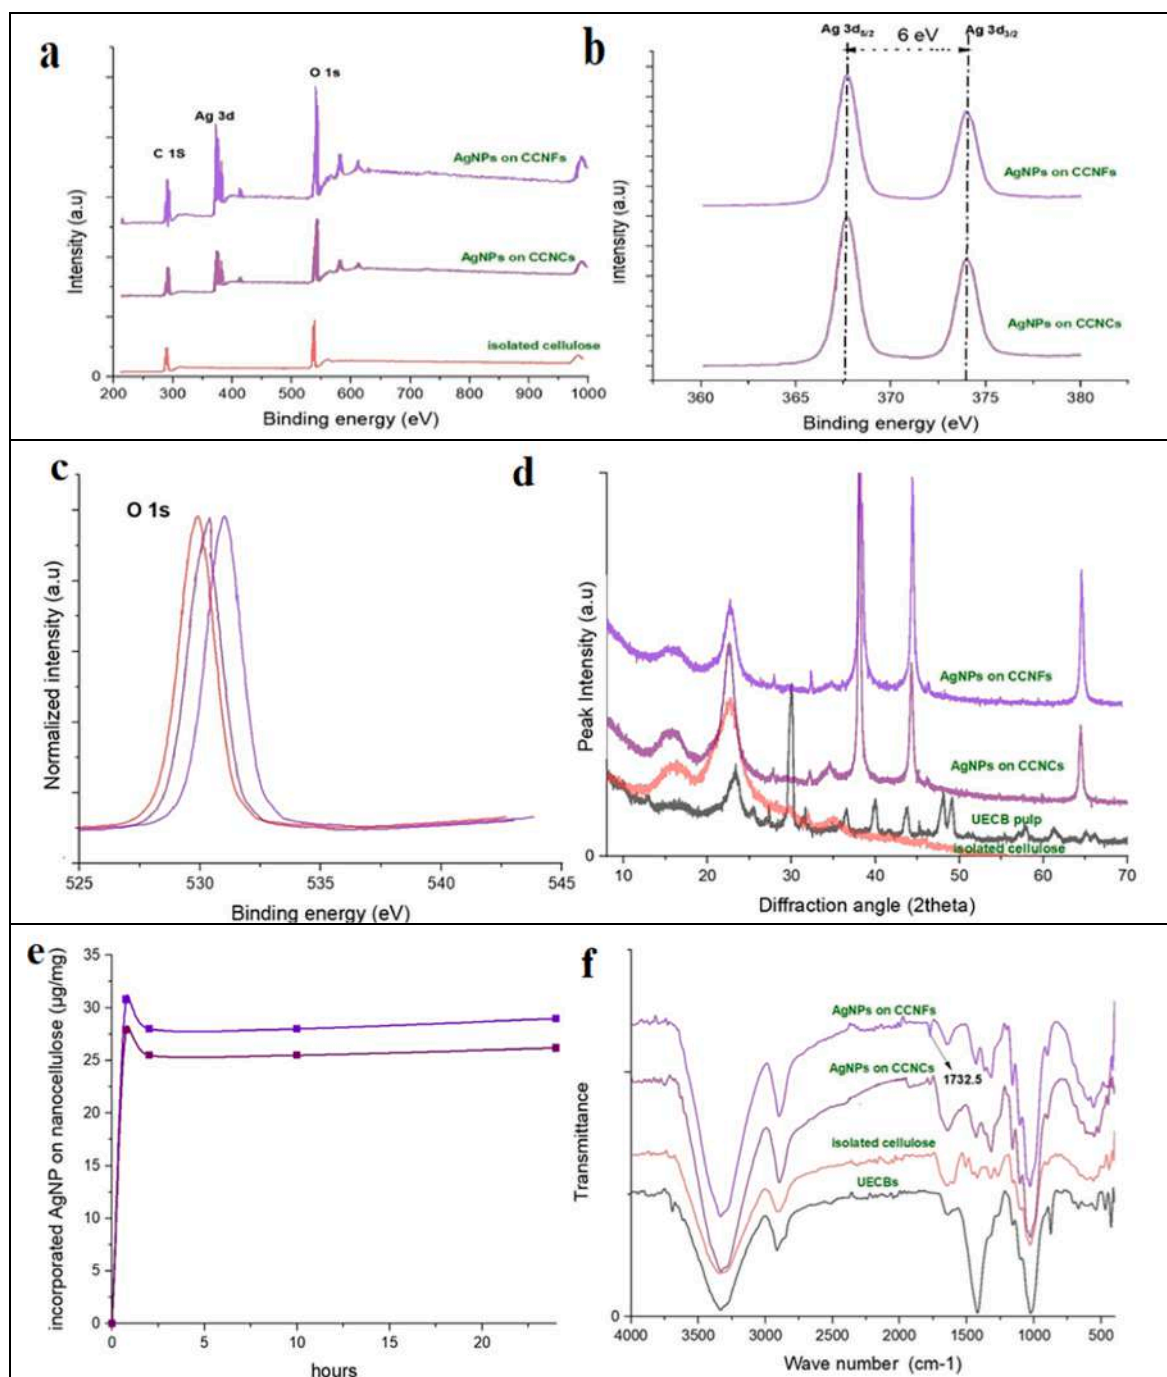 a
O 1s
Ag 3d
C 1S
AgNPs on CCNFs
AgNPs on CCNCs
isolated cellulose
Intensity (a.u)
0
200 300 400 500 600 700 800 900 1000
Binding energy (eV)
b
Ag 3d5/2 Ag 3d3/2
6 eV
AgNPs on CCNFs
AgNPs on CCNCs
Intensity (a.u)
360 365 370 375 380
Binding energy (eV)
c
O 1s
Normalized intensity (a.u)
525 530 535 540 545
Binding energy (eV)
d
AgNPs on CCNFs
AgNPs on CCNCs
UECB pulp
isolated cellulose
Peak Intensity (a.u)
0
10 20 30 40 50 60 70
Diffraction angle (2theta)
e
incorporated AgNP on nanocellulose (µg/mg)
35
30
25
20
15
10
5
0
0 5 10 15 20
hours
f
AgNPs on CCNFs
AgNPs on CCNCs
1732.5
isolated cellulose
UECBs
Transmittance
0
4000 3500 3000 2500 2000 1500 1000 500
Wave number (cm-1)